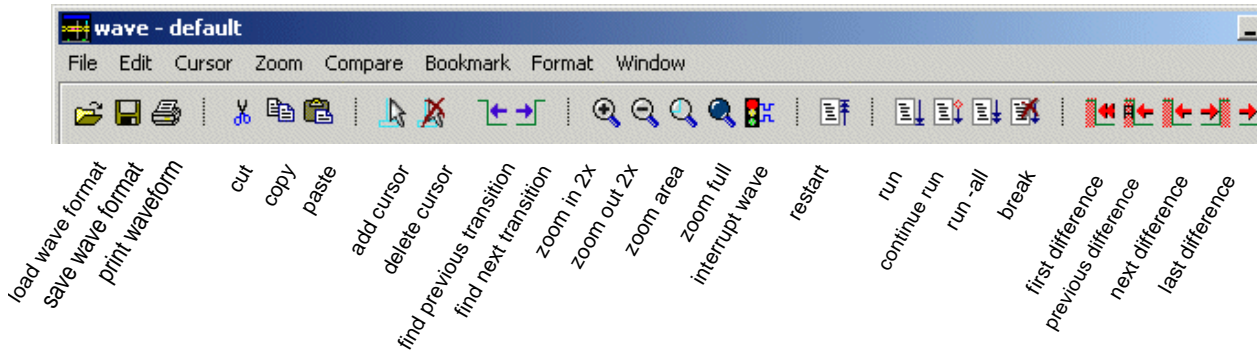 wave - default
File Edit Cursor Zoom Compare Bookmark Format Window
load wave format
save wave format
print waveform
cut
copy
paste
add cursor
delete cursor
find previous transition
find next transition
zoom in 2x
zoom out 2x
zoom area
zoom full
interrupt wave
restart
run
continue run
run -all
break
first difference
previous difference
next difference
last difference